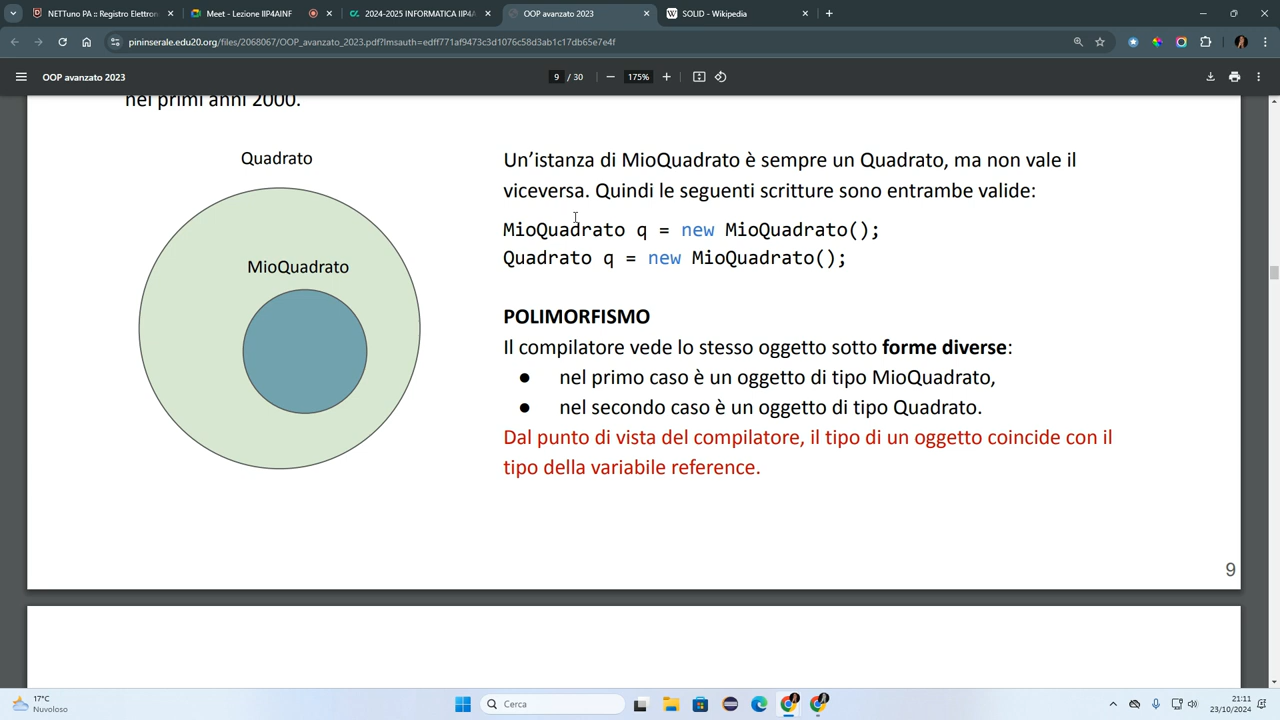 NETTuno PA : Registro Elettron
Meet - Lezione IIP4AINF
2024-2025 INFORMATICA IIP4A
OOP avanzato 2023
SOLID - Wikipedia
pininserale.edu20.org/files/2068067/OOP_avanzato_2023.pdf?lmsauth=edff771af9473c3d1076c58d3ab1c17db65e7e4f
OOP avanzato 2023
9 / 30
175%
nei primi anni 2000.
Quadrato
MioQuadrato
Un’istanza di MioQuadrato è sempre un Quadrato, ma non vale il
viceversa. Quindi le seguenti scritture sono entrambe valide:
MioQuadrato q = new MioQuadrato();
Quadrato q = new MioQuadrato();
POLIMORFISMO
Il compilatore vede lo stesso oggetto sotto forme diverse:
● nel primo caso è un oggetto di tipo MioQuadrato,
● nel secondo caso è un oggetto di tipo Quadrato.
Dal punto di vista del compilatore, il tipo di un oggetto coincide con il
tipo della variabile reference.
9
17°C
Nuvoloso
Cerca
21:11
23/10/2024